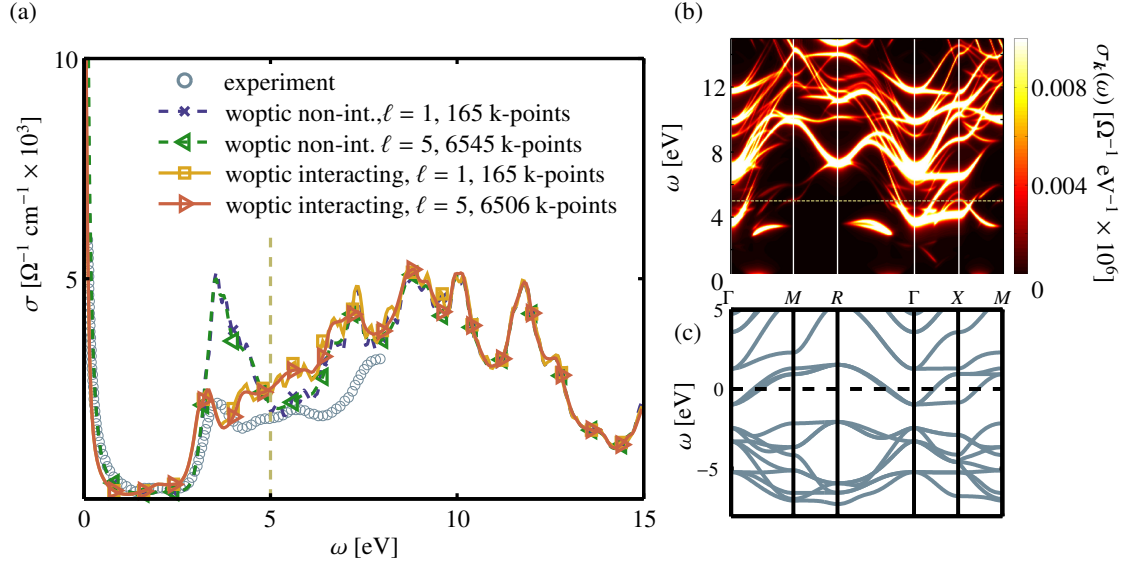 (a)
σ [Ω⁻¹ cm⁻¹ × 10³]
10
5
0
5
10
15
ω [eV]
experiment
woptic non-int.,ℓ = 1, 165 k-points
woptic non-int. ℓ = 5, 6545 k-points
woptic interacting, ℓ = 1, 165 k-points
woptic interacting, ℓ = 5, 6506 k-points
(b)
ω [eV]
12
8
4
0
Γ M R Γ X M
0.008
0.004
0
σₖ(ω) [Ω⁻¹ eV⁻¹ × 10⁶]
(c)
ω [eV]
5
0
−5